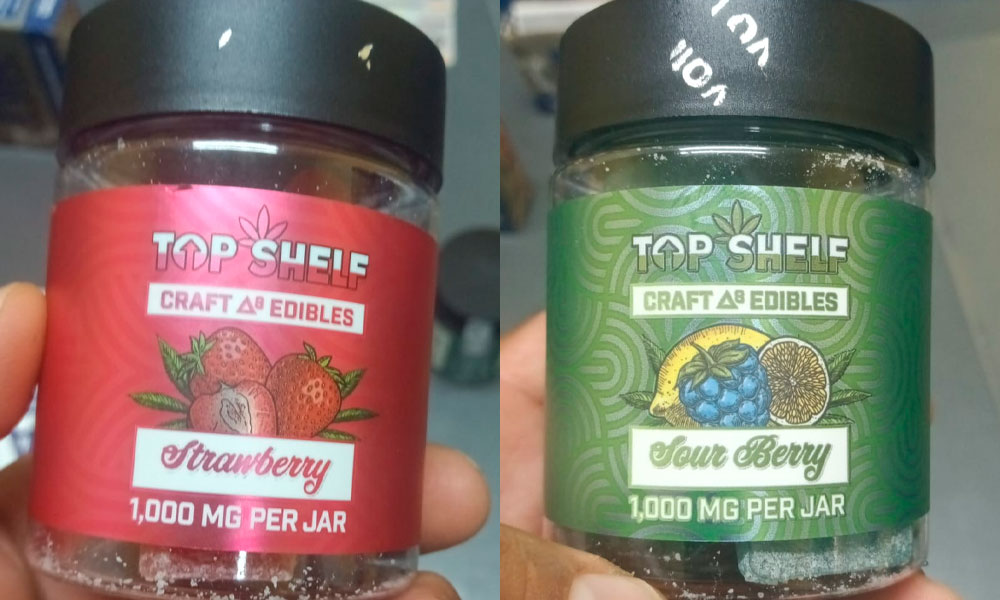 TOP SHELF
CRAFT Δ8 EDIBLES
Strawberry
1,000 MG PER JAR
TOP SHELF
CRAFT Δ8 EDIBLES
Sour Berry
1,000 MG PER JAR